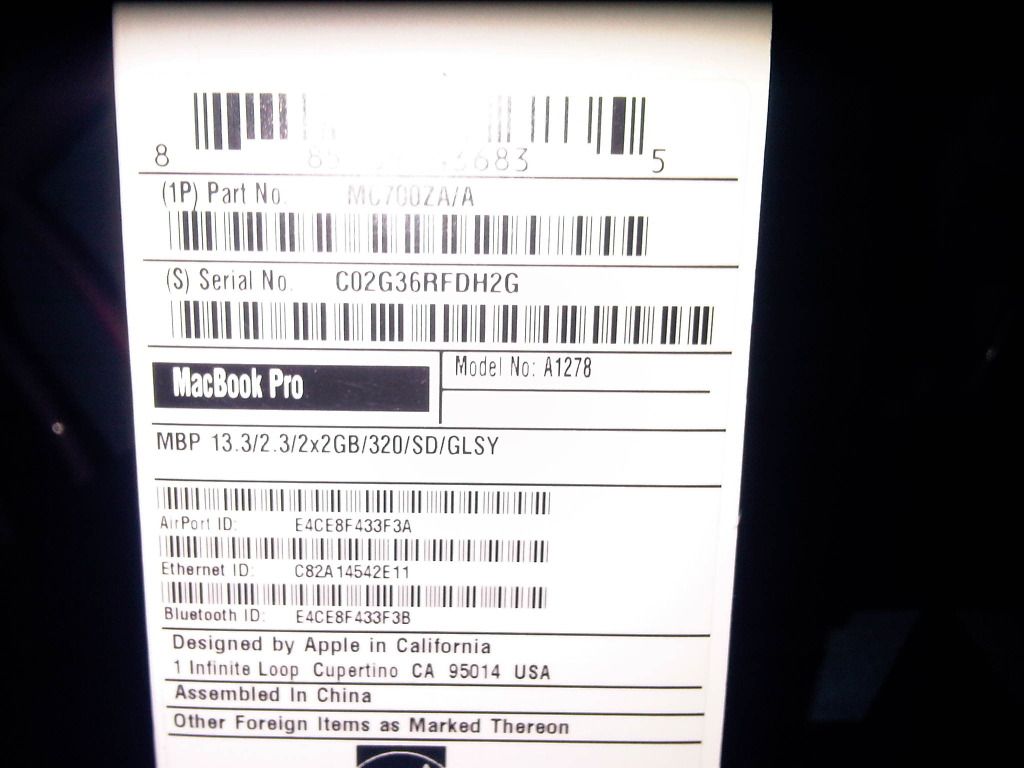 8 5
(1P) Part No. MC700ZA/A
(S) Serial No. C02G36RFDH2G
MacBook Pro
Model No: A1278
MBP 13.3/2.3/2x2GB/320/SD/GLSY
AirPort ID: E4CE8F433F3A
Ethernet ID: C82A14542E11
Bluetooth ID: E4CE8F433F3B
Designed by Apple in California
1 Infinite Loop Cupertino CA 95014 USA
Assembled In China
Other Foreign Items as Marked Thereon